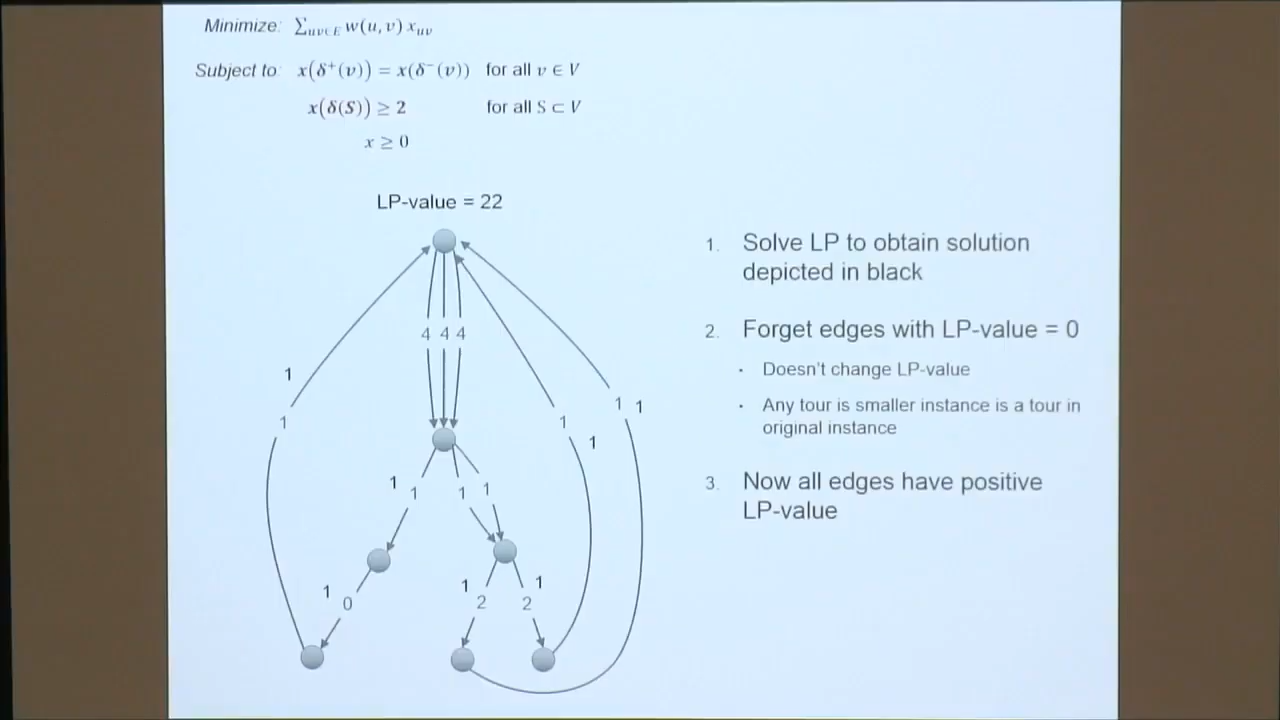 Minimize: ∑_{uv∈E} w(u, v) x_{uv}
Subject to: x(δ⁺(v)) = x(δ⁻(v)) for all v ∈ V
x(δ(S)) ≥ 2 for all S ⊂ V
x ≥ 0
LP-value = 22
1. Solve LP to obtain solution
depicted in black
2. Forget edges with LP-value = 0
· Doesn't change LP-value
· Any tour is smaller instance is a tour in
original instance
3. Now all edges have positive
LP-value
4 4 4
1
1
1 1
1
1
1 1 1 1
1 0
1 2 2 1